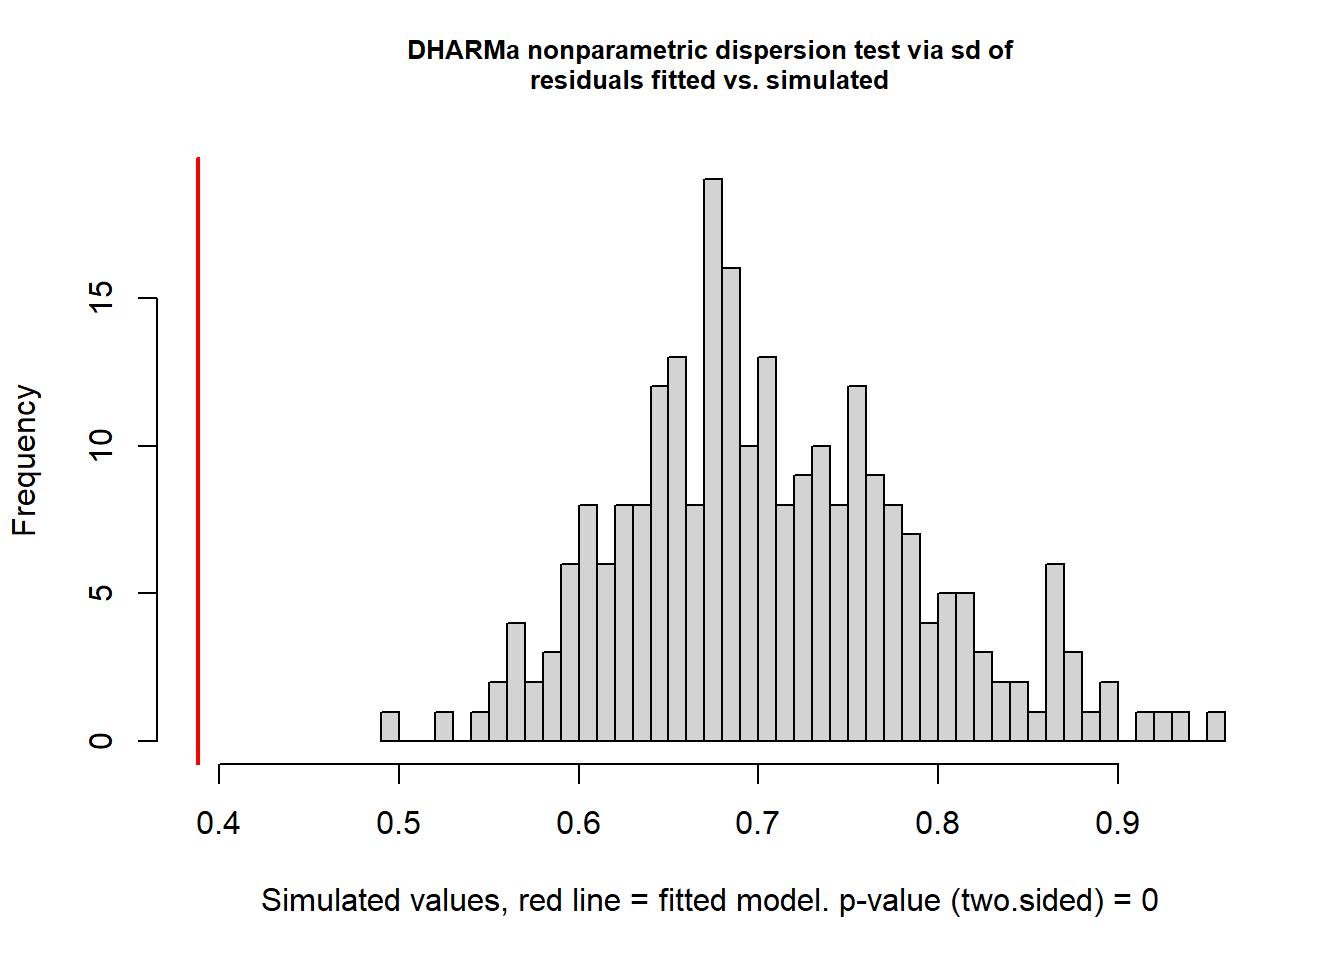 DHARMa nonparametric dispersion test via sd of
residuals fitted vs. simulated
Frequency
15
10
5
0
0.4 0.5 0.6 0.7 0.8 0.9
Simulated values, red line = fitted model. p-value (two.sided) = 0